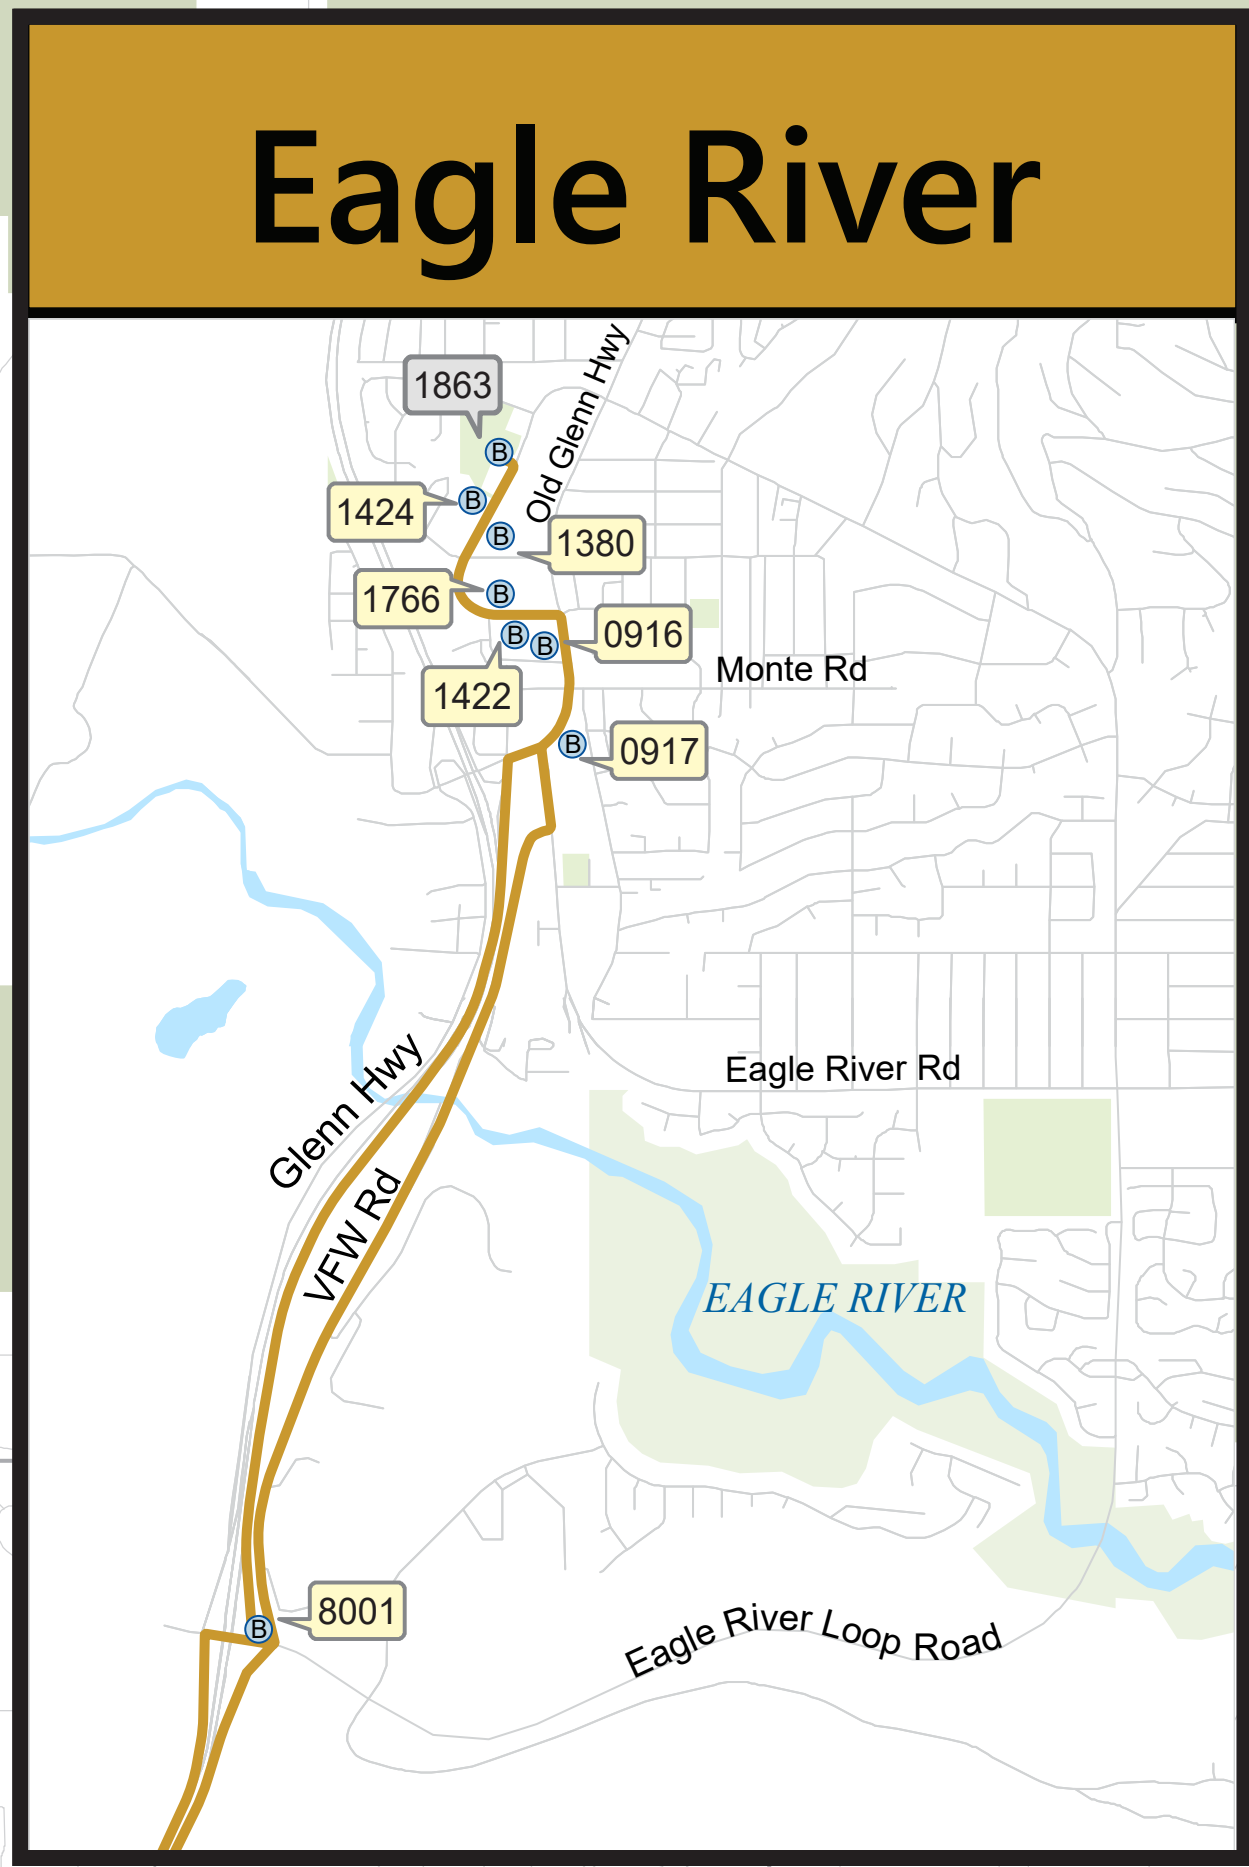 Eagle River
Old Glenn Hwy
1863
B
1424
B
B
1380
1766
B
B
B
0916
1422
Monte Rd
B
0917
Glenn Hwy
Eagle River Rd
VFW Rd
EAGLE RIVER
B
8001
Eagle River Loop Road